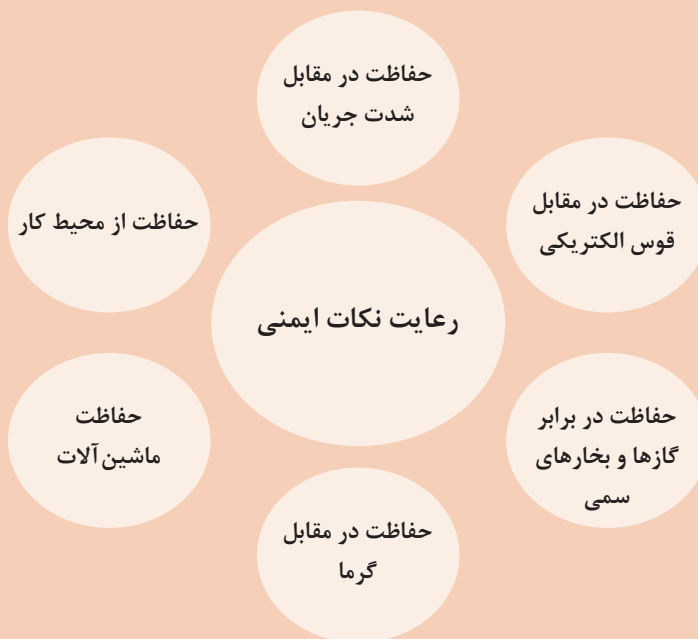 حفاظت در مقابل
شدت جریان
حفاظت در مقابل
قوس الکتریکی
حفاظت از محیط کار
رعایت نکات ایمنی
حفاظت در برابر
گازها و بخارهای
سمی
حفاظت
ماشین‌آلات
حفاظت در مقابل
گرما